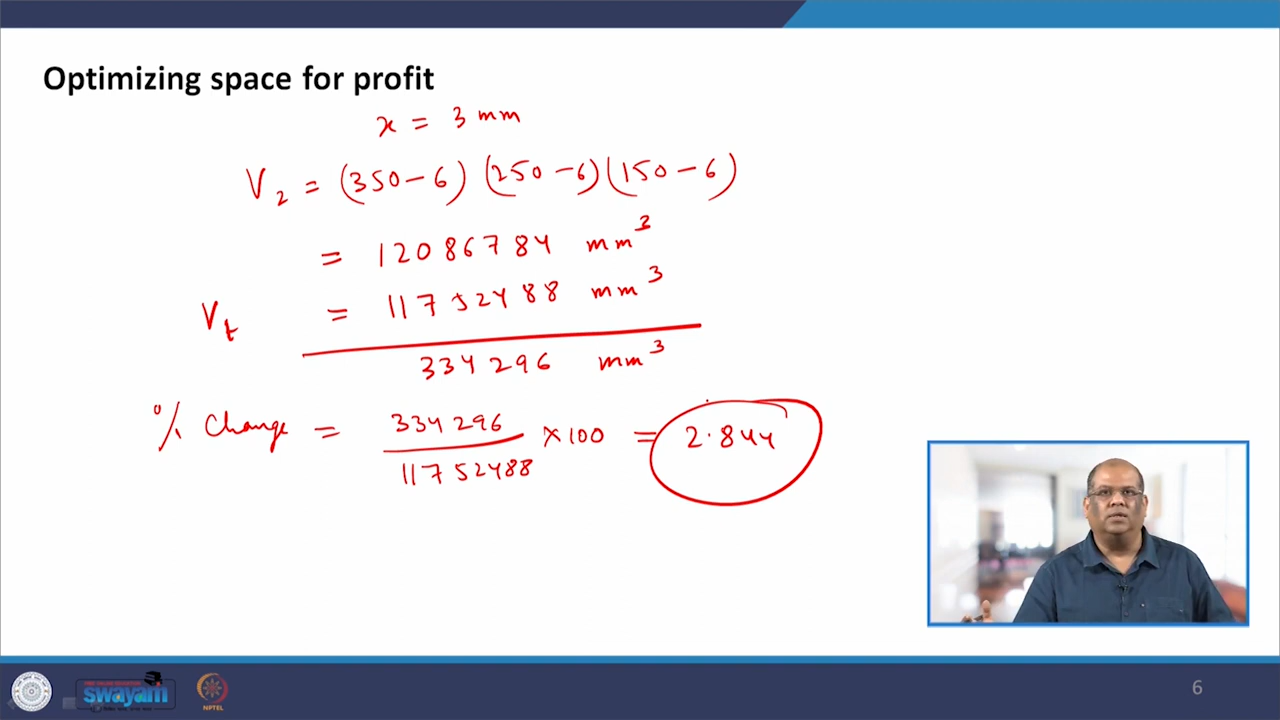 Optimizing space for profit
x = 3 mm
V2 = (350 - 6) (250 - 6) (150 - 6)
= 12086784 mm³
Vt = 11752488 mm³
334296 mm³
% Change = 334296 / 11752488 × 100 = 2.844
swayam
NPTEL
6